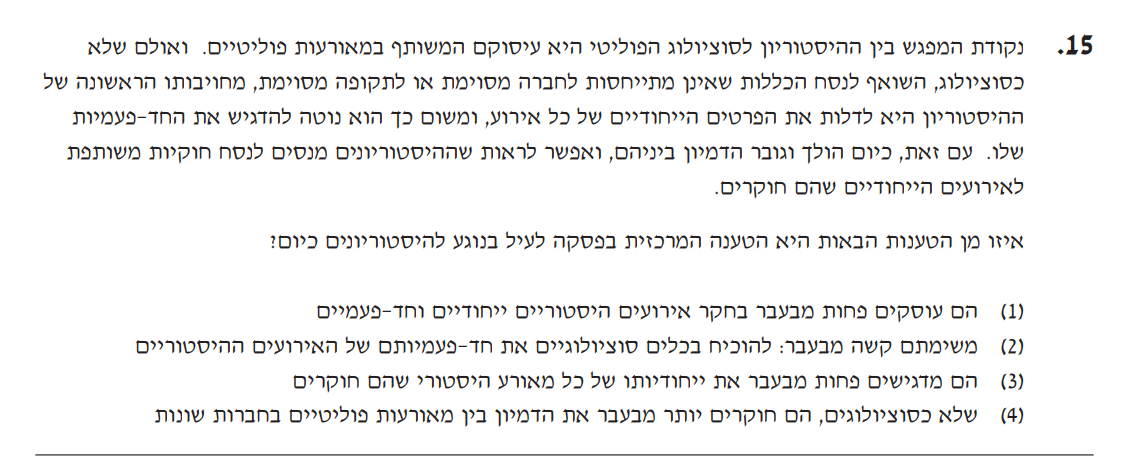 15. נקודת המפגש בין ההיסטוריון לסוציולוג הפוליטי היא עיסוקם המשותף במאורעות פוליטיים. ואולם שלא
כסוציולוג, השואף לנסח הכללות שאינן מתייחסות לחברה מסוימת או לתקופה מסוימת, מחויבותו הראשונה של
ההיסטוריון היא לדלות את הפרטים הייחודיים של כל אירוע, ומשום כך הוא נוטה להדגיש את החד-פעמיות
שלו. עם זאת, כיום הולך וגובר הדמיון ביניהם, ואפשר לראות שההיסטוריונים מנסים לנסח חוקיות משותפת
לאירועים הייחודיים שהם חוקרים.
איזו מן הטענות הבאות היא הטענה המרכזית בפסקה לעיל בנוגע להיסטוריונים כיום?
(1) הם עוסקים פחות מבעבר בחקר אירועים היסטוריים ייחודיים וחד-פעמיים
(2) משימתם קשה מבעבר: להוכיח בכלים סוציולוגיים את חד-פעמיותם של האירועים ההיסטוריים
(3) הם מדגישים פחות מבעבר את ייחודיותו של כל מאורע היסטורי שהם חוקרים
(4) שלא כסוציולוגים, הם חוקרים יותר מבעבר את הדמיון בין מאורעות פוליטיים בחברות שונות